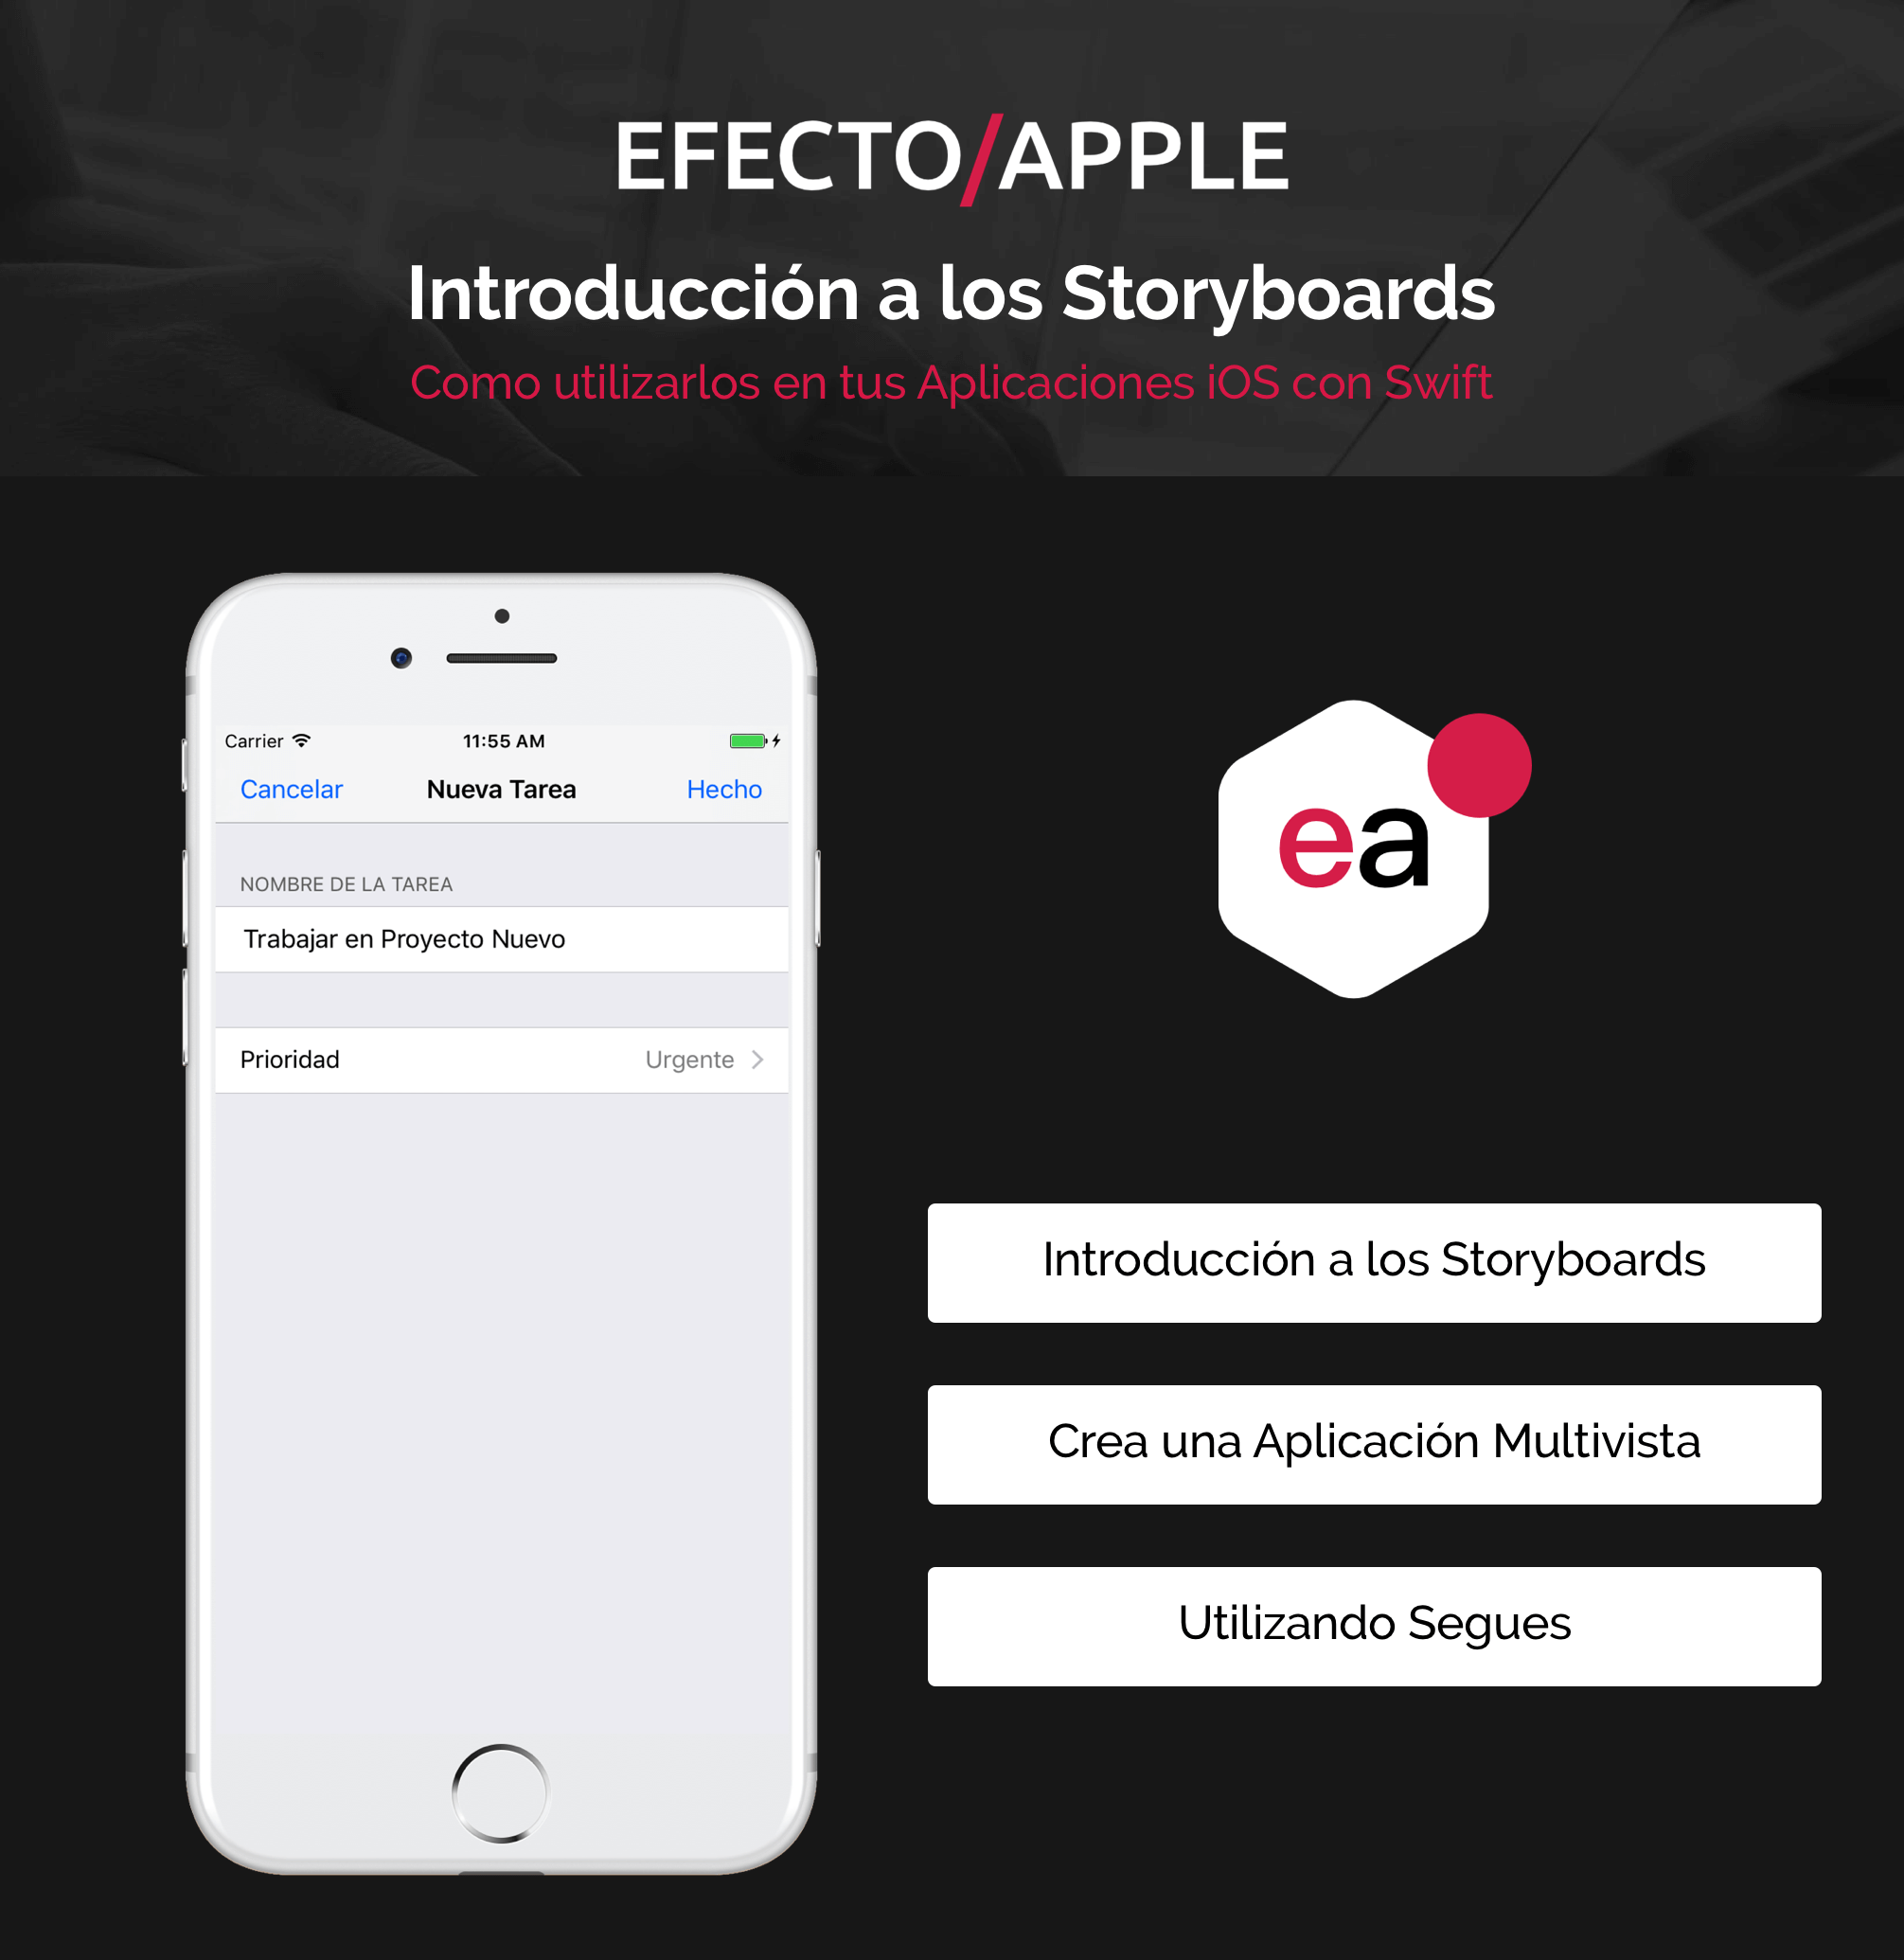 EFECTO/APPLE
Introducción a los Storyboards
Como utilizarlos en tus Aplicaciones iOS con Swift
Carrier 11:55 AM
Cancelar Nueva Tarea Hecho
NOMBRE DE LA TAREA
Trabajar en Proyecto Nuevo
Prioridad Urgente
ea
Introducción a los Storyboards
Crea una Aplicación Multivista
Utilizando Segues